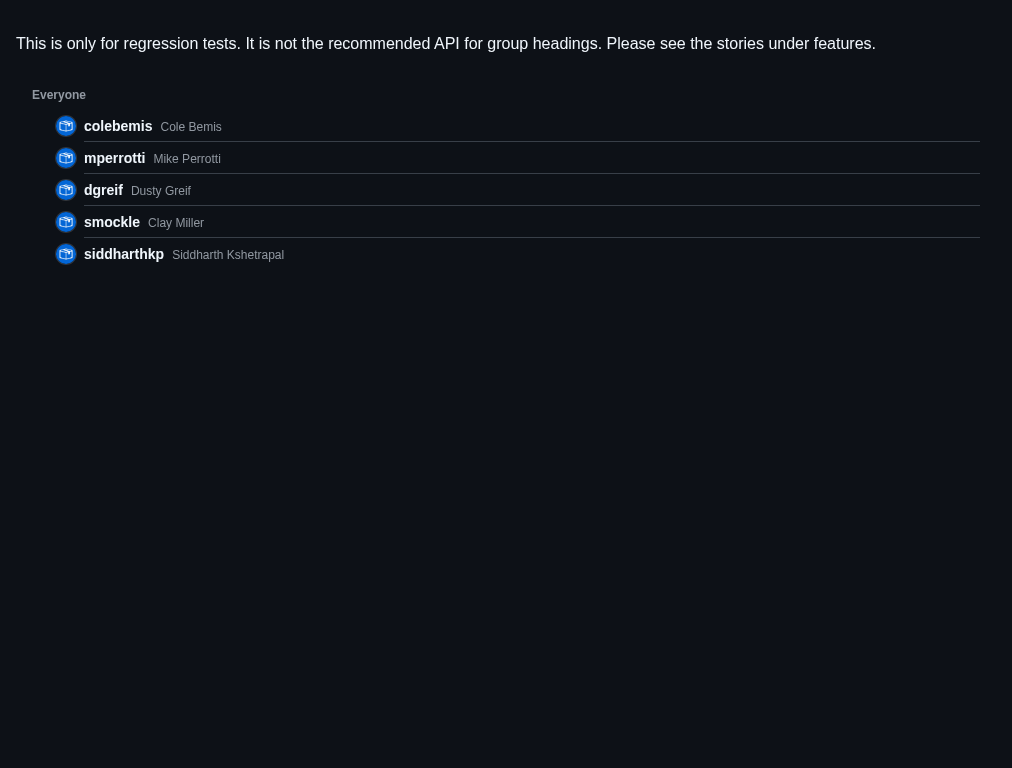 This is only for regression tests. It is not the recommended API for group headings. Please see the stories under features.
Everyone
colebemis Cole Bemis
mperrotti Mike Perrotti
dgreif Dusty Greif
smockle Clay Miller
siddharthkp Siddharth Kshetrapal